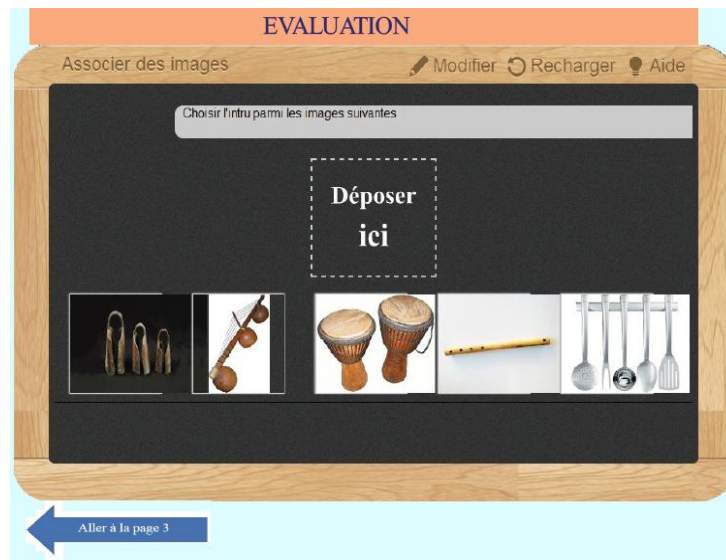 EVALUATION
Associer des images
Modifier
Recharger
Aide
Choisir l'intru parmi les images suivantes
Déposer
ici
Aller à la page 3